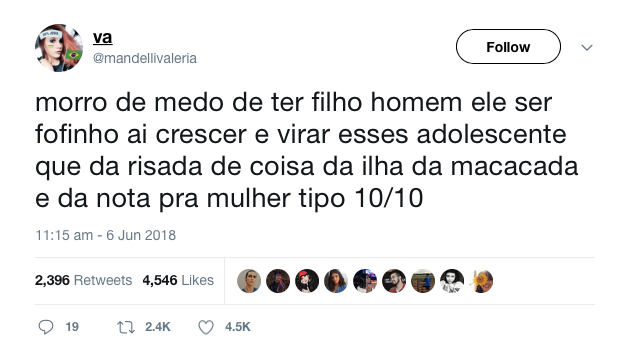 va
@mandellivaleria
Follow
morro de medo de ter filho homem ele ser
fofinho ai crescer e virar esses adolescente
que da risada de coisa da ilha da macacada
e da nota pra mulher tipo 10/10
11:15 am - 6 Jun 2018
2,396 Retweets 4,546 Likes
19 2.4K 4.5K